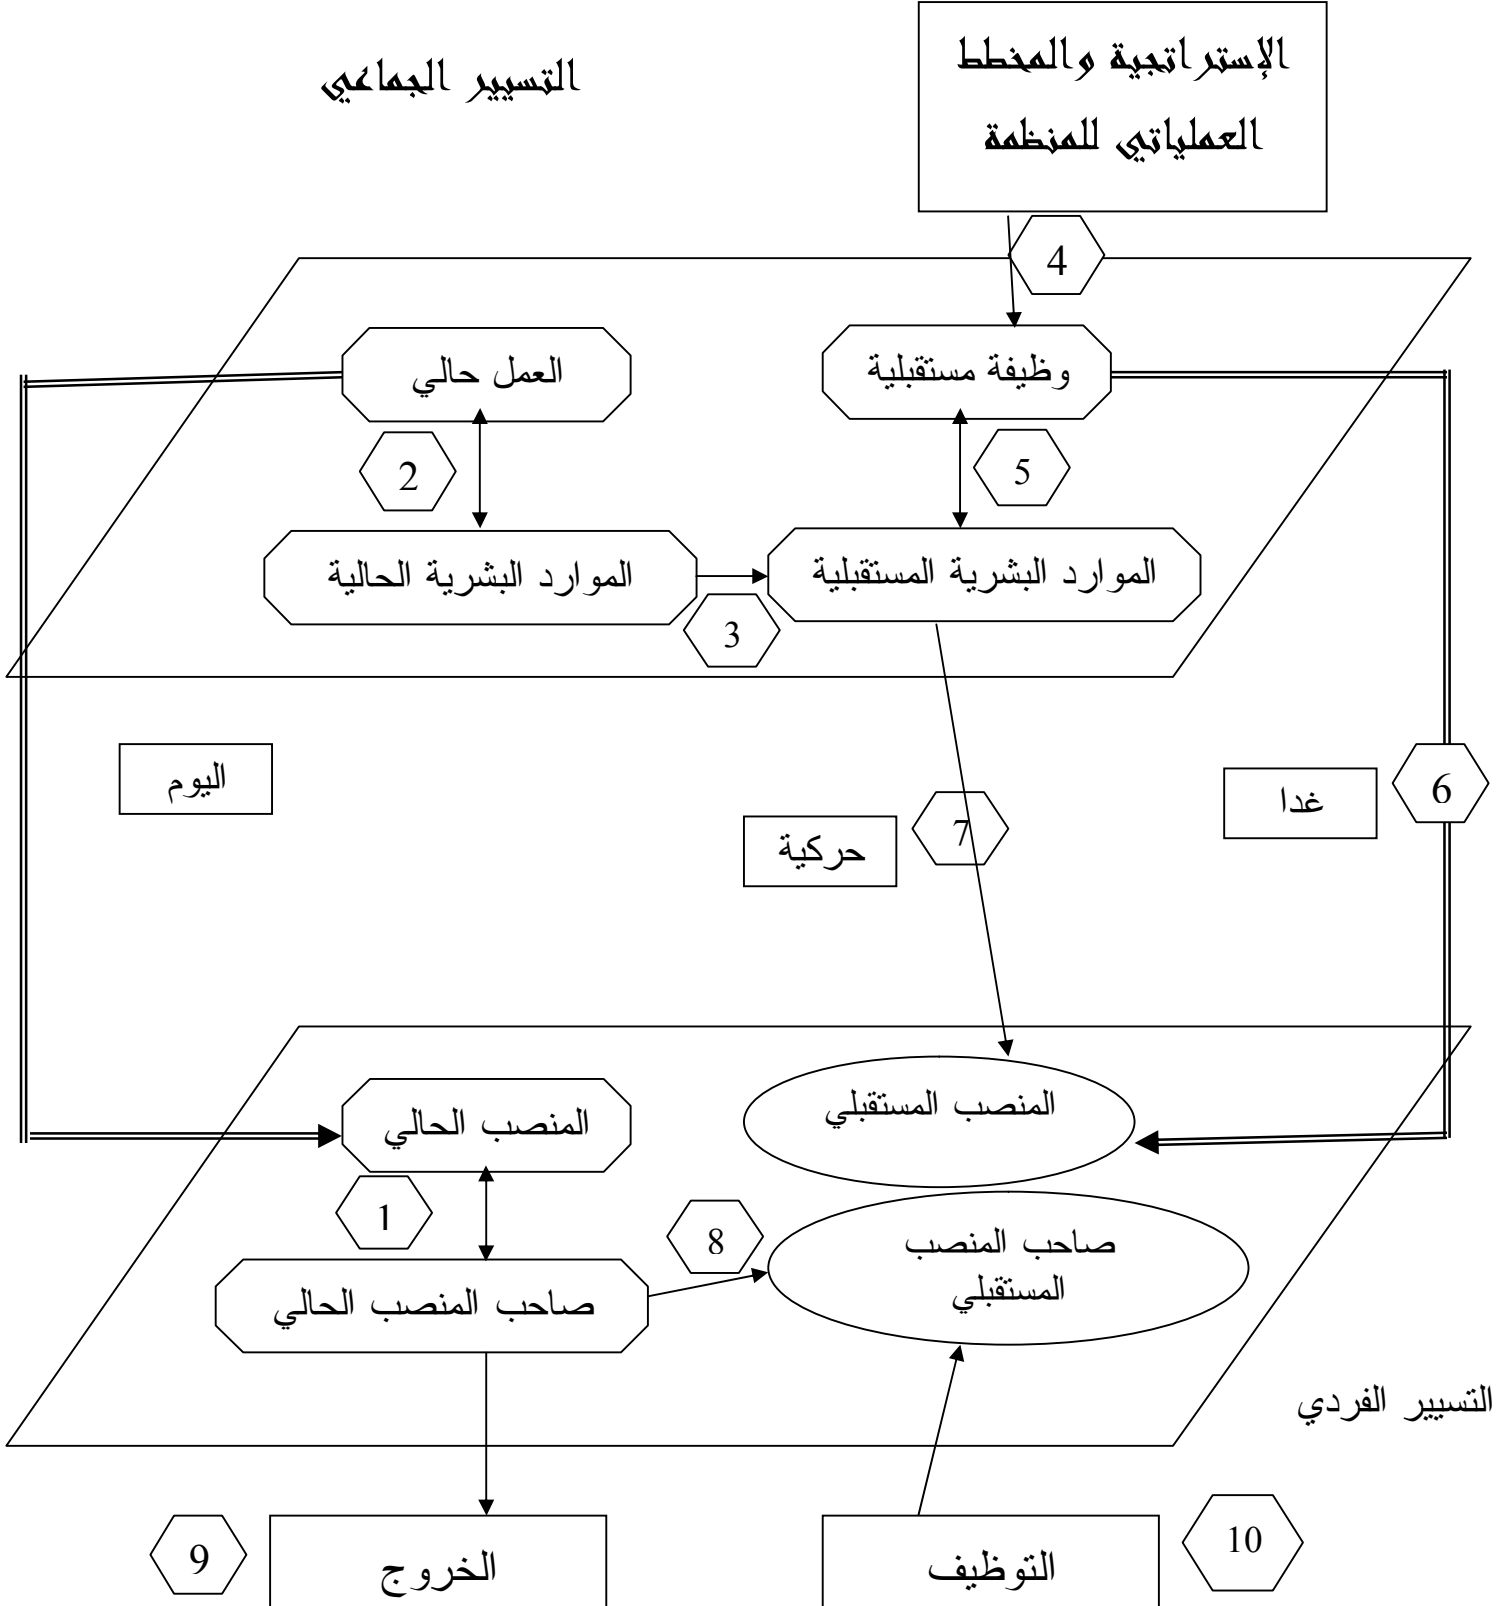 الإستراتجية والمخطط
العملياتي للمنظمة
التسيير الجماعي
4
وظيفة مستقبلية
العمل حالي
5
2
الموارد البشرية المستقبلية
الموارد البشرية الحالية
3
اليوم
غدا
6
حركية
7
المنصب المستقبلي
المنصب الحالي
1
8
صاحب المنصب
المستقبلي
صاحب المنصب الحالي
التسيير الفردي
10
التوظيف
الخروج
9